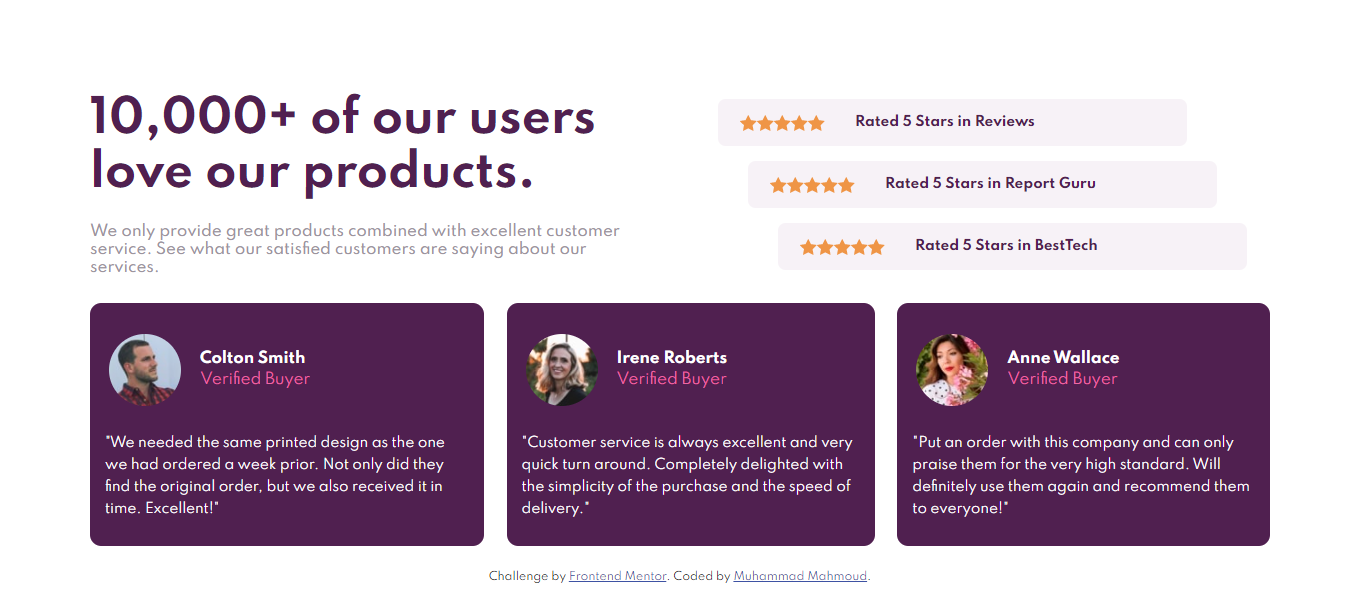 10,000+ of our users
love our products.
We only provide great products combined with excellent customer
service. See what our satisfied customers are saying about our
services.
Rated 5 Stars in Reviews
Rated 5 Stars in Report Guru
Rated 5 Stars in BestTech
Colton Smith
Verified Buyer
"We needed the same printed design as the one
we had ordered a week prior. Not only did they
find the original order, but we also received it in
time. Excellent!"
Irene Roberts
Verified Buyer
"Customer service is always excellent and very
quick turn around. Completely delighted with
the simplicity of the purchase and the speed of
delivery."
Anne Wallace
Verified Buyer
"Put an order with this company and can only
praise them for the very high standard. Will
definitely use them again and recommend them
to everyone!"
Challenge by Frontend Mentor. Coded by Muhammad Mahmoud.